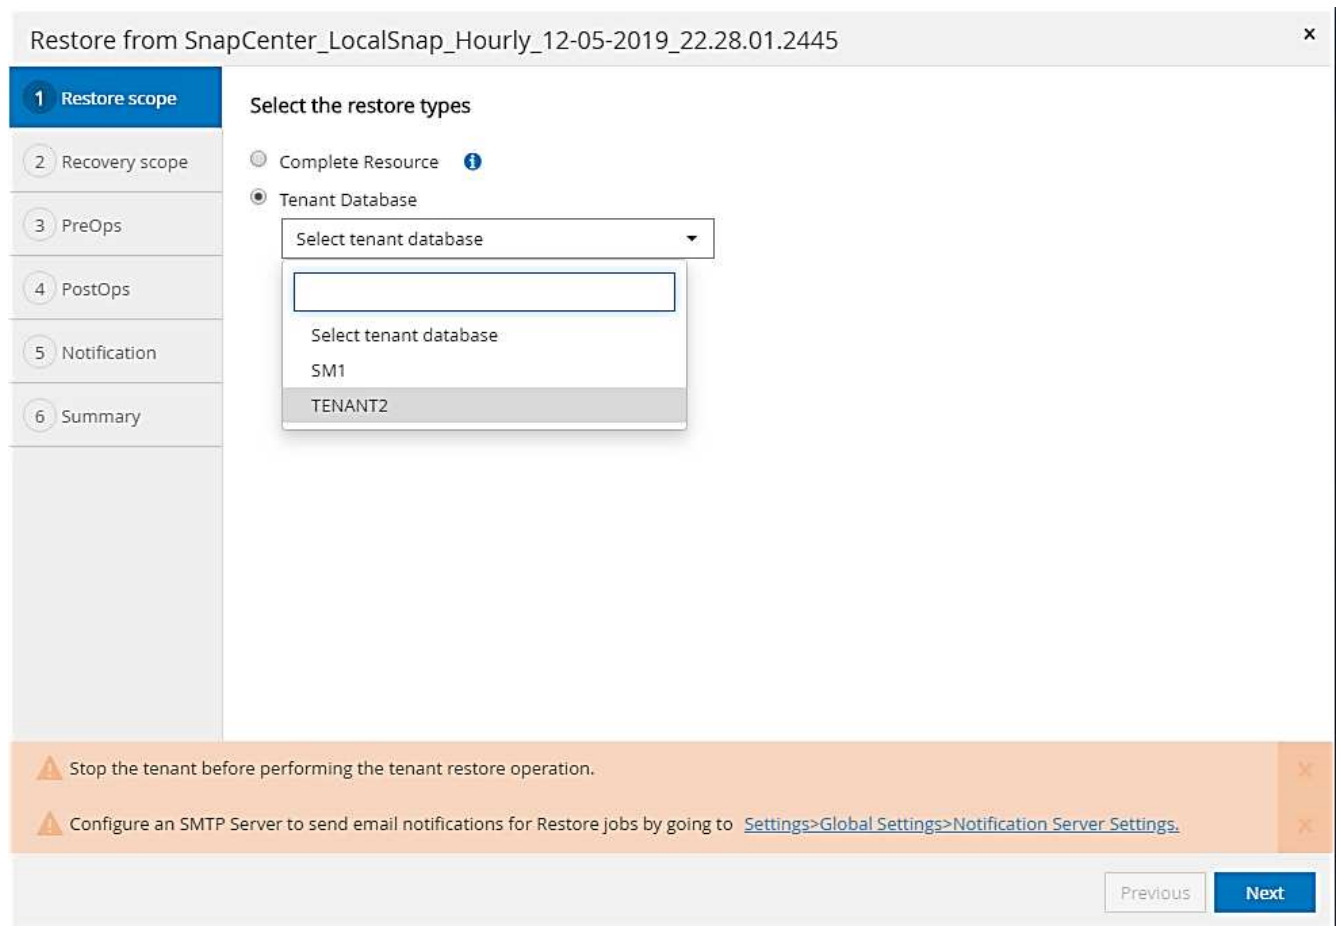 Restore from SnapCenter_LocalSnap_Hourly_12-05-2019_22.28.01.2445
x
1 Restore scope
2 Recovery scope
3 PreOps
4 PostOps
5 Notification
6 Summary
Select the restore types
Complete Resource i
Tenant Database
Select tenant database
Select tenant database
SM1
TENANT2
Stop the tenant before performing the tenant restore operation.
Configure an SMTP Server to send email notifications for Restore jobs by going to Settings>Global Settings>Notification Server Settings.
Previous
Next